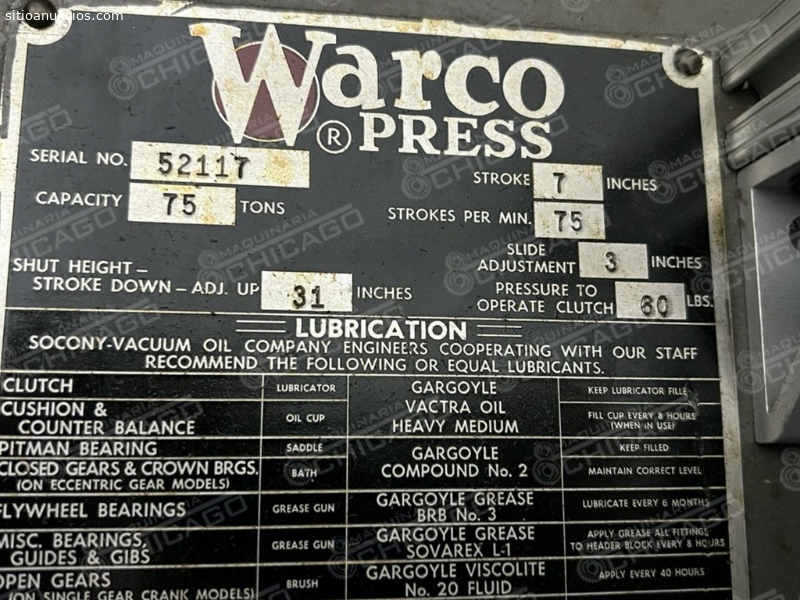 sitioanuncios.com
Warco
® PRESS
SERIAL NO. 52117
STROKE 7 INCHES
CAPACITY 75 TONS
STROKES PER MIN. 75
SLIDE
ADJUSTMENT 3 INCHES
SHUT HEIGHT—
STROKE DOWN—ADJ. UP 31 INCHES
PRESSURE TO
OPERATE CLUTCH 60 LBS.
LUBRICATION
SOCONY-VACUUM OIL COMPANY ENGINEERS COOPERATING WITH OUR STAFF
RECOMMEND THE FOLLOWING OR EQUAL LUBRICANTS.
CLUTCH LUBRICATOR GARGOYLE KEEP LUBRICATOR FILLE
CUSHION & VACTRA OIL FILL CUP EVERY 8 HOURS
COUNTER BALANCE OIL CUP HEAVY MEDIUM (WHEN IN USE)
PITMAN BEARING SADDLE GARGOYLE KEEP FILLED
CLOSED GEARS & CROWN BRGS. BATH COMPOUND No. 2 MAINTAIN CORRECT LEVEL
(ON ECCENTRIC GEAR MODELS)
FLYWHEEL BEARINGS GREASE GUN GARGOYLE GREASE LUBRICATE EVERY 6 MONTHS
BRB No. 3
MISC. BEARINGS, GREASE GUN GARGOYLE GREASE APPLY GREASE ALL FITTINGS
GUIDES & GIBS SOVAREX L-1 TO HEADER BLOCK EVERY 8 HOURS
OPEN GEARS BRUSH GARGOYLE VISCOLITE APPLY EVERY 40 HOURS
(ON SINGLE GEAR CRANK MODELS) No. 20 FLUID
MAQUINARIA
CHICAGO